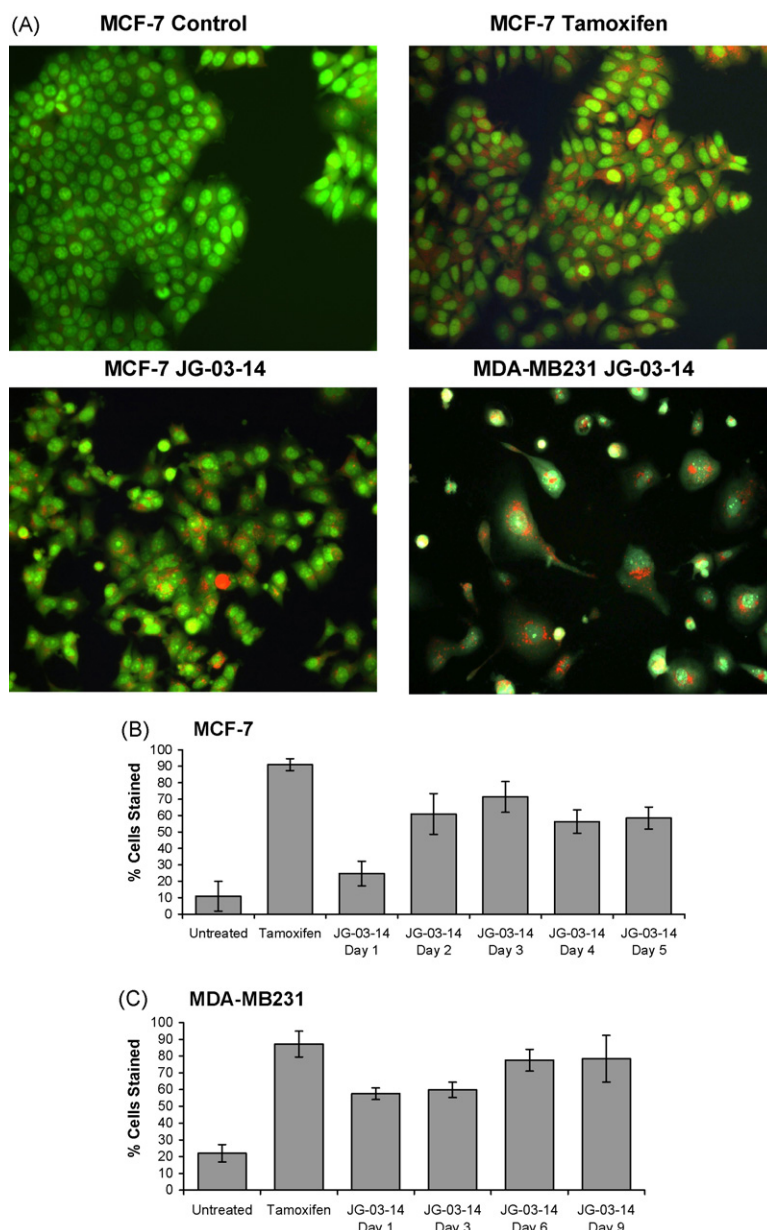 (A)
MCF-7 Control
MCF-7 Tamoxifen
MCF-7 JG-03-14
MDA-MB231 JG-03-14
(B)
MCF-7
% Cells Stained
100
90
80
70
60
50
40
30
20
10
0
Untreated
Tamoxifen
JG-03-14
Day 1
JG-03-14
Day 2
JG-03-14
Day 3
JG-03-14
Day 4
JG-03-14
Day 5
(C)
MDA-MB231
% Cells Stained
100
90
80
70
60
50
40
30
20
10
0
Untreated
Tamoxifen
JG-03-14
Day 1
JG-03-14
Day 3
JG-03-14
Day 6
JG-03-14
Day 9